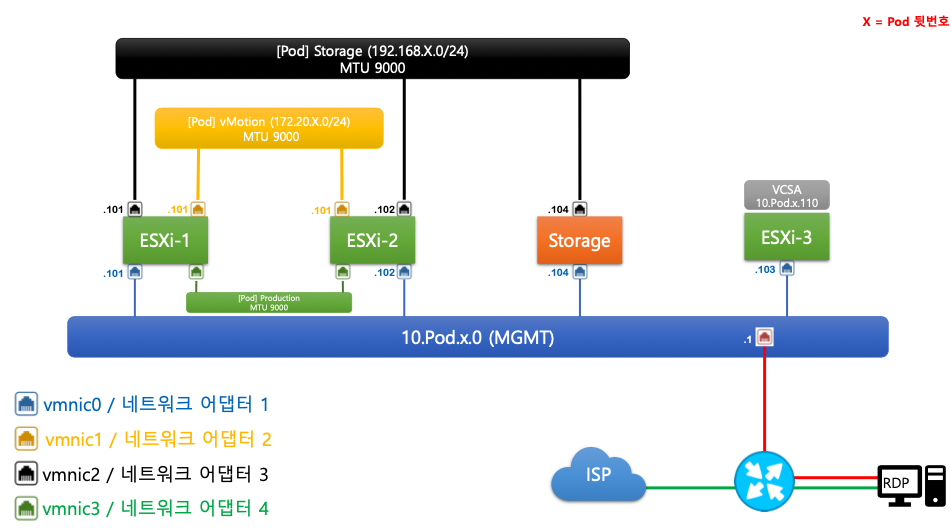 X = Pod 뒷번호
[Pod] Storage (192.168.X.0/24)
MTU 9000
[Pod] vMotion (172.20.X.0/24)
MTU 9000
VCSA
10.Pod.x.110
.101
.101
.101
.102
.104
ESXi-1
ESXi-2
Storage
ESXi-3
.101
.102
.104
.103
[Pod] Production
MTU 9000
10.Pod.x.0 (MGMT)
.1
vmnic0 / 네트워크 어댑터 1
vmnic1 / 네트워크 어댑터 2
vmnic2 / 네트워크 어댑터 3
vmnic3 / 네트워크 어댑터 4
ISP
RDP